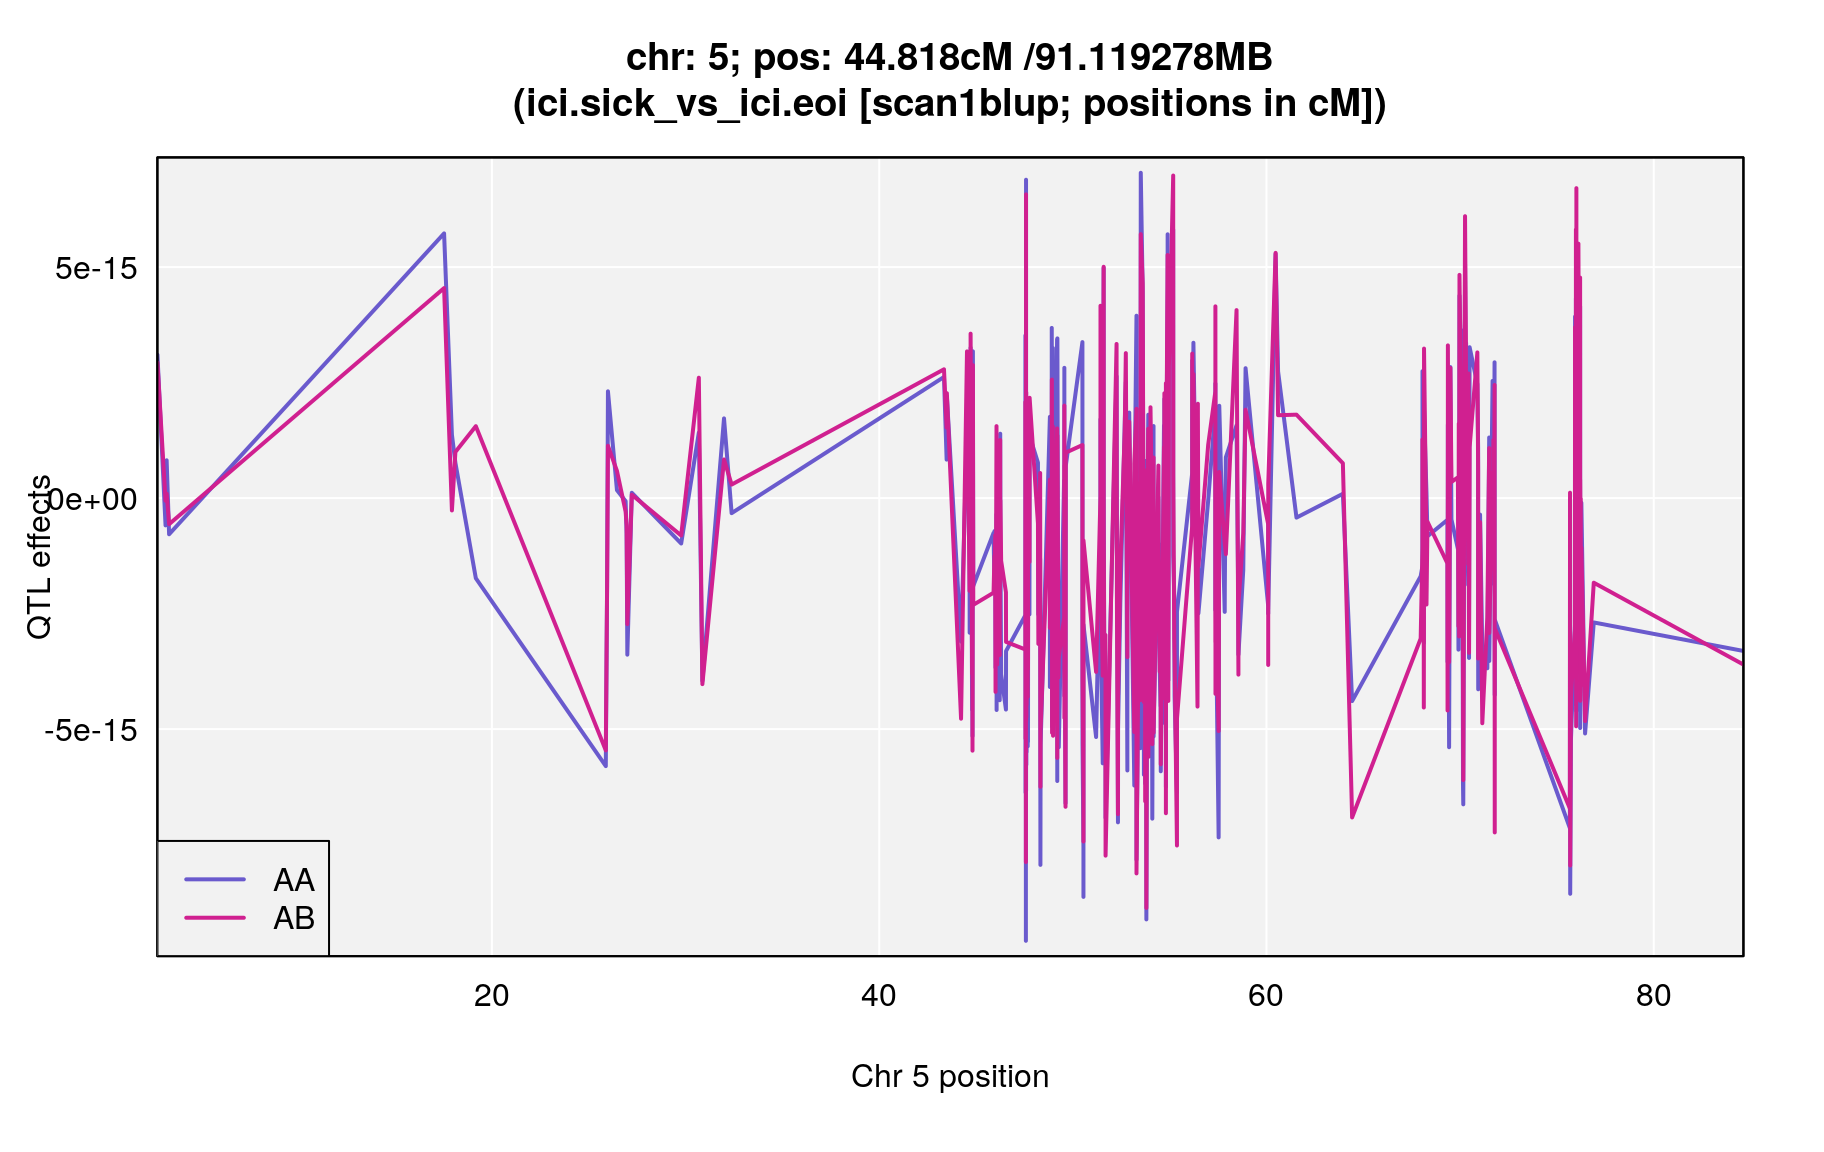 chr: 5; pos: 44.818cM /91.119278MB
(ici.sick_vs_ici.eoi [scan1blup; positions in cM])
QTL effects
5e-15
0e+00
-5e-15
AA
AB
20
40
60
80
Chr 5 position